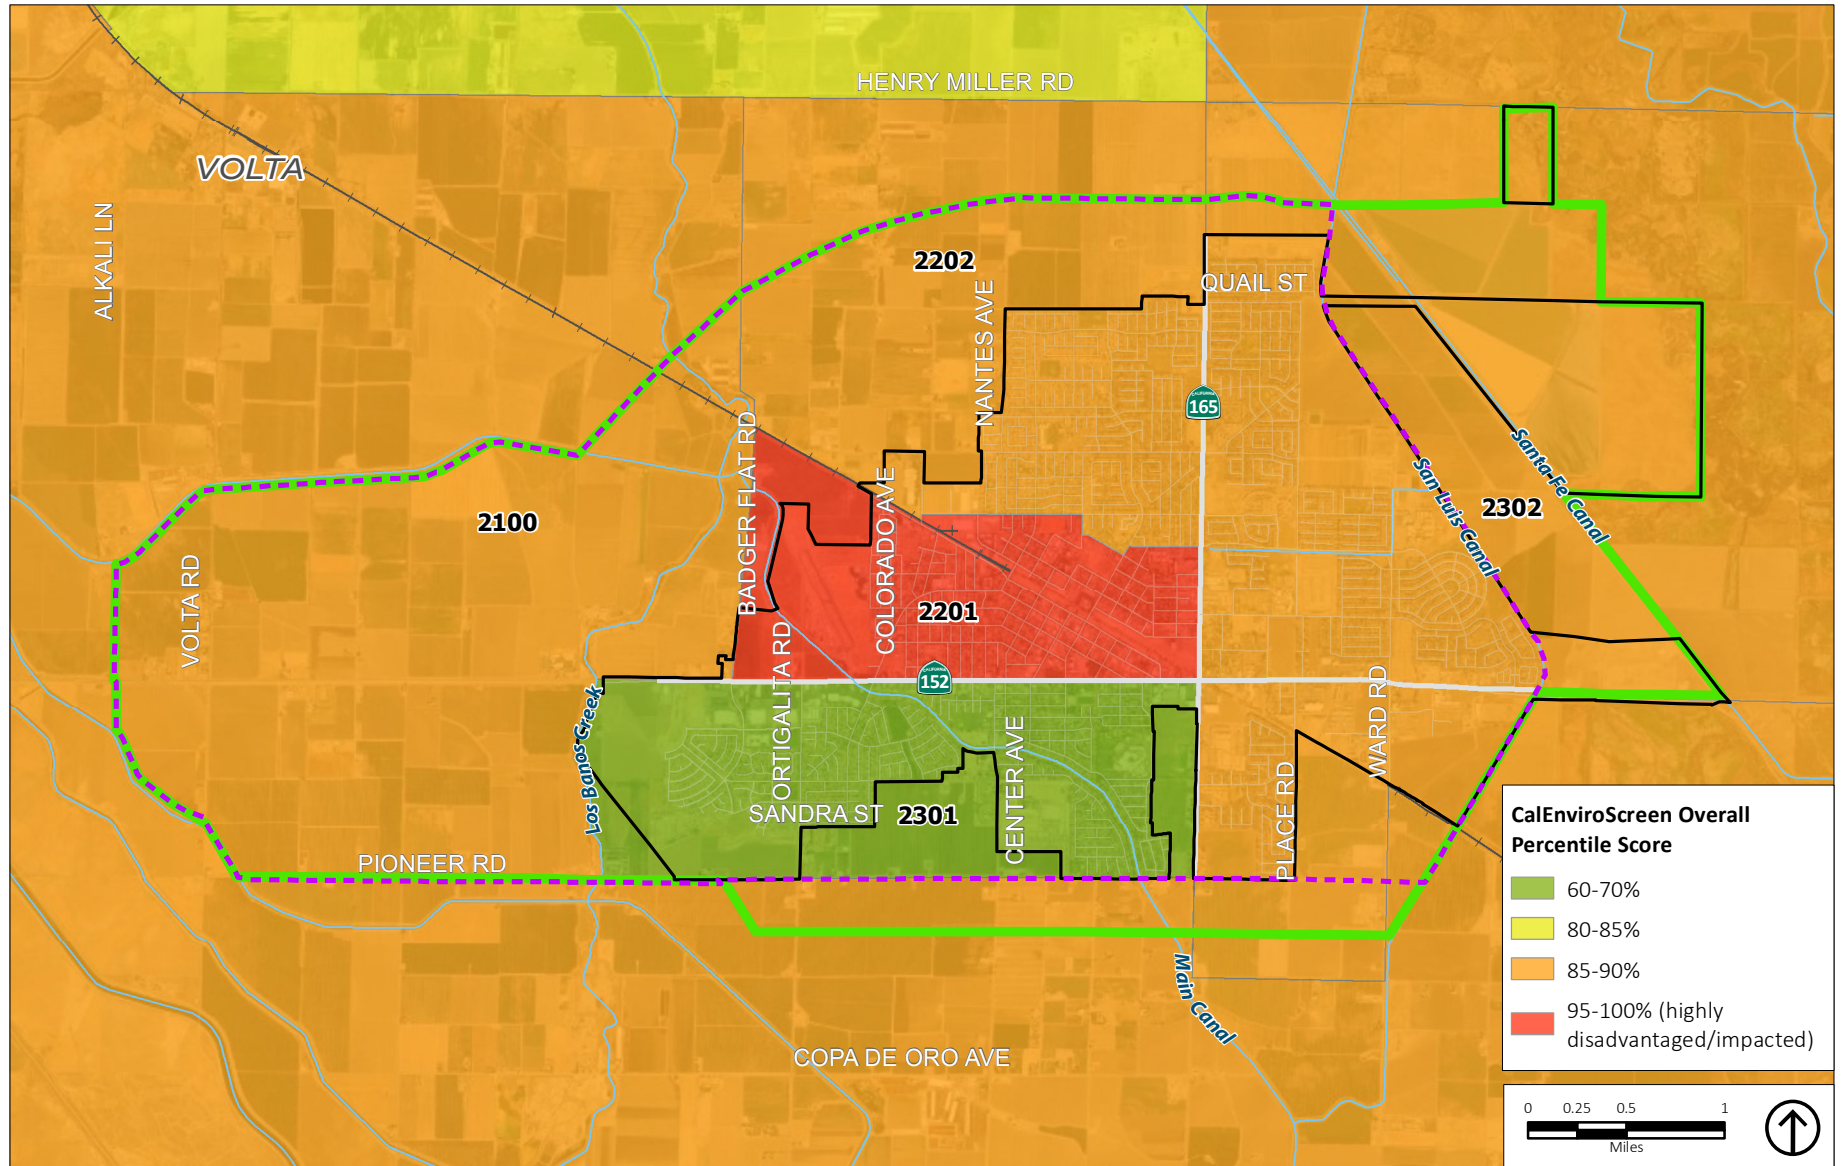 HENRY MILLER RD
VOLTA
ALKALI LN
2202
QUAIL ST
NANTES AVE
CALIFORNIA
165
BADGER FLAT RD
COLORADO AVE
Santa Fe Canal
San Luis Canal
2302
2100
VOLTA RD
2201
ORTIGALITA RD
CALIFORNIA
152
WARD RD
Los Banos Creek
CENTER AVE
PLACE RD
SANDRA ST
2301
PIONEER RD
Main Canal
COPA DE ORO AVE
CalEnviroScreen Overall
Percentile Score
60-70%
80-85%
85-90%
95-100% (highly
disadvantaged/impacted)
0 0.25 0.5 1
Miles